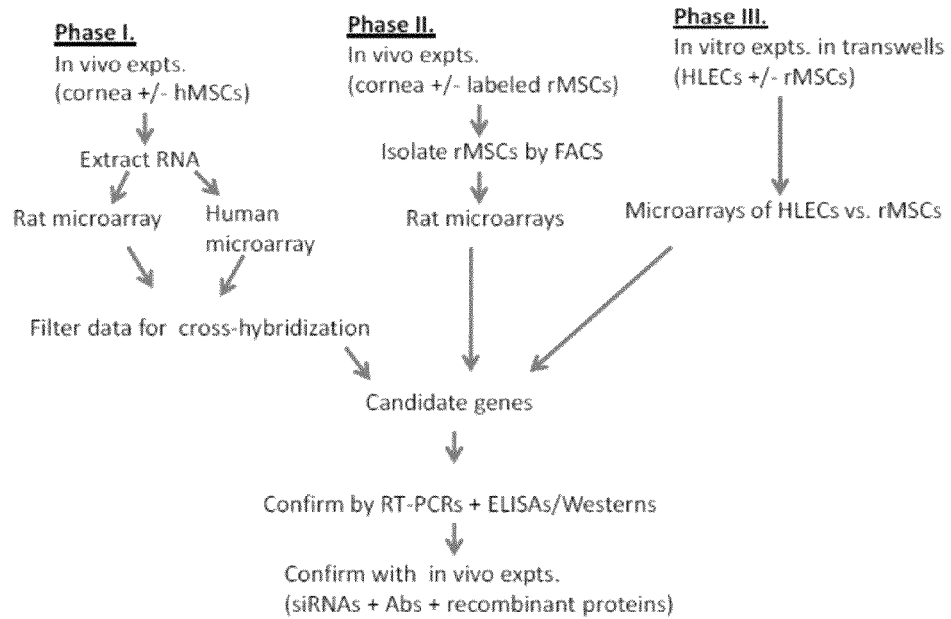 Phase I.
In vivo expts.
(cornea +/- hMSCs)
Extract RNA
Rat microarray
Human
microarray
Filter data for cross-hybridization
Phase II.
In vivo expts.
(cornea +/- labeled rMSCs)
Isolate rMSCs by FACS
Rat microarrays
Phase III.
In vitro expts. in transwells
(HLECs +/- rMSCs)
Microarrays of HLECs vs. rMSCs
Candidate genes
Confirm by RT-PCRs + ELISAs/Westerns
Confirm with in vivo expts.
(siRNAs + Abs + recombinant proteins)